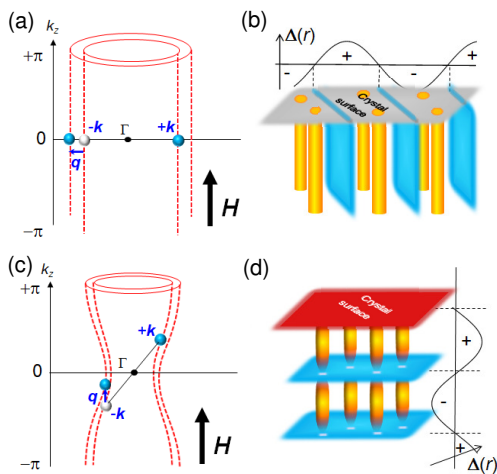 (a)
k_z
+π
0
-k
Γ
+k
q
H
−π
(b)
Δ(r)
-
+
-
+
Crystal
surface
(c)
k_z
+π
+k
Γ
0
q
-k
H
−π
(d)
Crystal
surface
+
-
+
Δ(r)